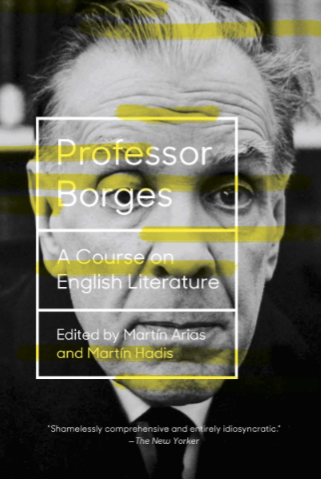 Professor
Borges
A Course on
English Literature
Edited by Martín Arias
and Martín Hadis
"Shamelessly comprehensive and entirely idiosyncratic."
—The New Yorker